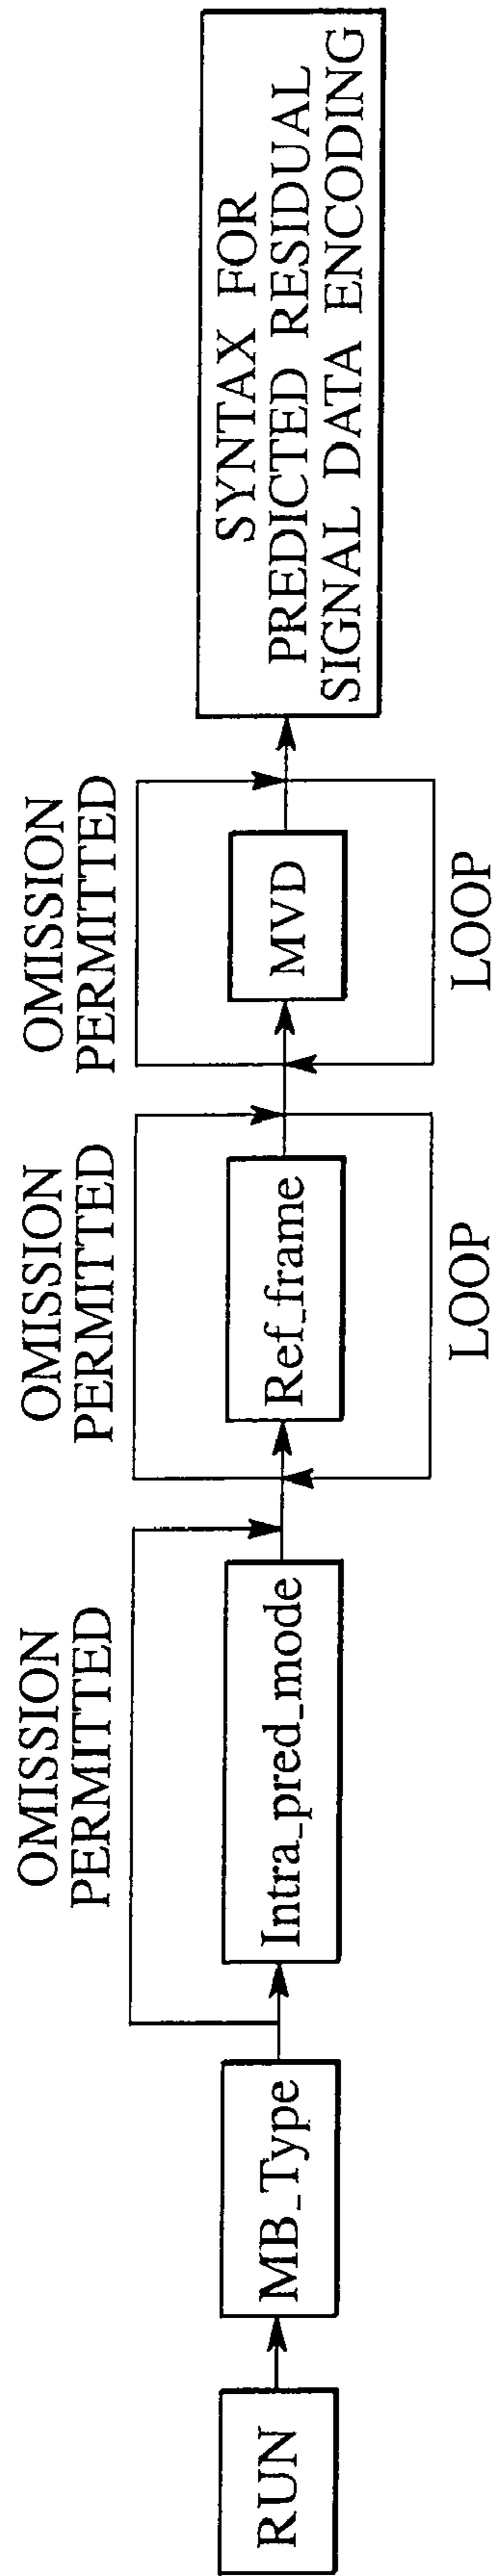 RUN
MB_Type
OMISSION
PERMITTED
Intra_pred_mode
OMISSION
PERMITTED
Ref_frame
LOOP
OMISSION
PERMITTED
MVD
LOOP
SYNTAX FOR
PREDICTED RESIDUAL
SIGNAL DATA ENCODING